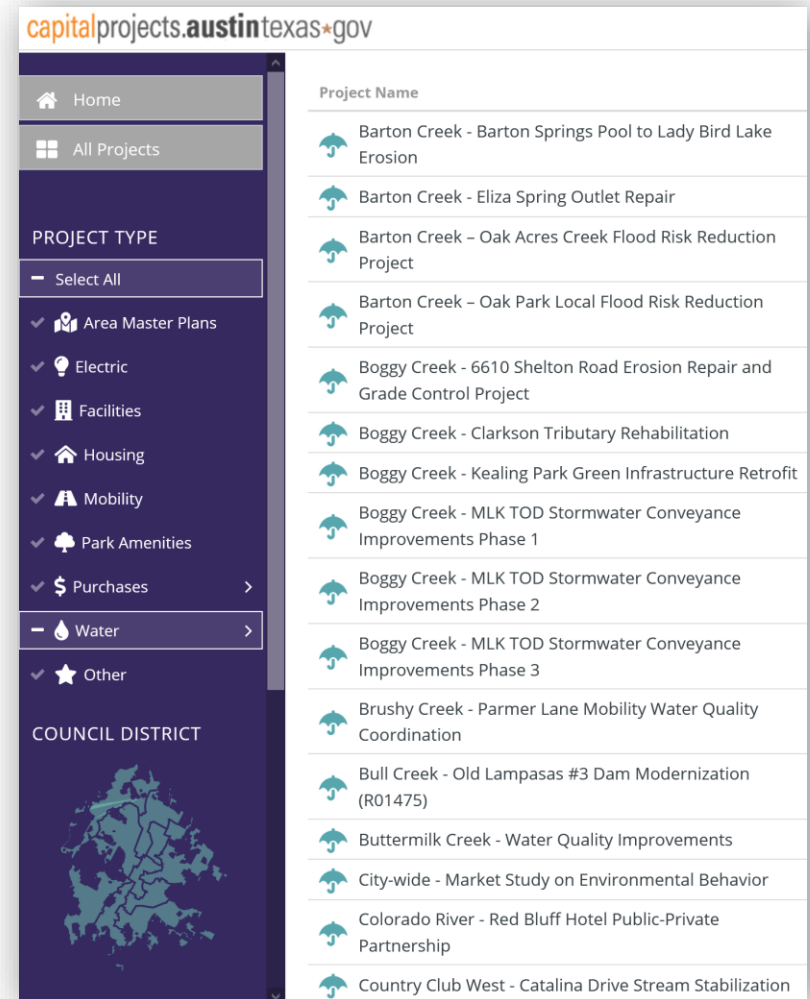 capitalprojects.austintexas★gov
Home
All Projects
PROJECT TYPE
Select All
Area Master Plans
Electric
Facilities
Housing
Mobility
Park Amenities
$ Purchases
Water
Other
COUNCIL DISTRICT
Project Name
Barton Creek - Barton Springs Pool to Lady Bird Lake
Erosion
Barton Creek - Eliza Spring Outlet Repair
Barton Creek – Oak Acres Creek Flood Risk Reduction
Project
Barton Creek – Oak Park Local Flood Risk Reduction
Project
Boggy Creek - 6610 Shelton Road Erosion Repair and
Grade Control Project
Boggy Creek - Clarkson Tributary Rehabilitation
Boggy Creek - Kealing Park Green Infrastructure Retrofit
Boggy Creek - MLK TOD Stormwater Conveyance
Improvements Phase 1
Boggy Creek - MLK TOD Stormwater Conveyance
Improvements Phase 2
Boggy Creek - MLK TOD Stormwater Conveyance
Improvements Phase 3
Brushy Creek - Parmer Lane Mobility Water Quality
Coordination
Bull Creek - Old Lampasas #3 Dam Modernization
(R01475)
Buttermilk Creek - Water Quality Improvements
City-wide - Market Study on Environmental Behavior
Colorado River - Red Bluff Hotel Public-Private
Partnership
Country Club West - Catalina Drive Stream Stabilization